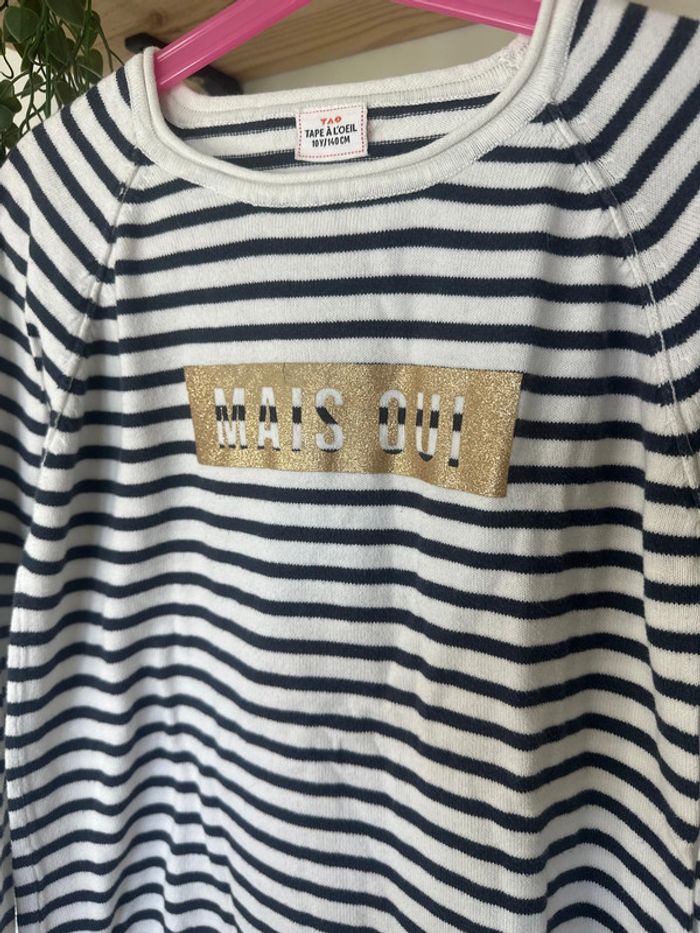 TAO
TAPE À L'OEIL
10Y/140CM
MAIS OUI